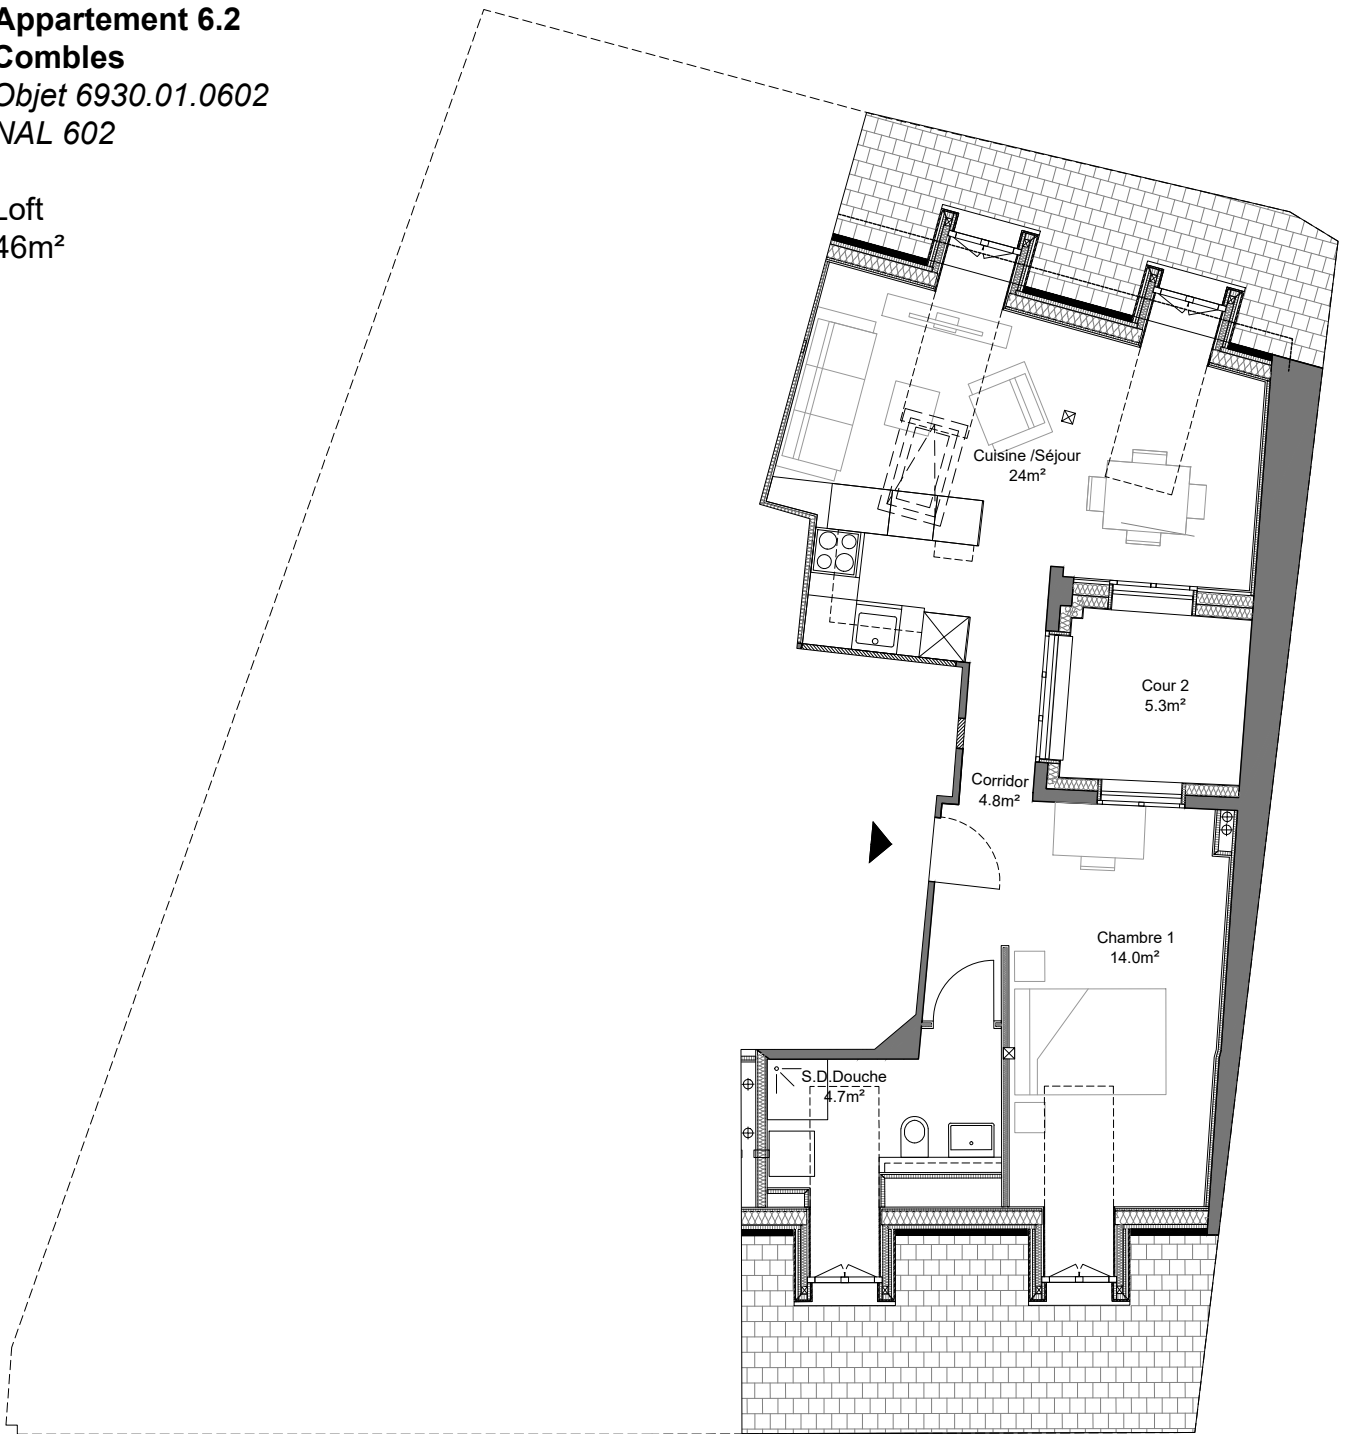 Appartement 6.2
Combles
Objet 6930.01.0602
NAL 602
Loft
46m²
Cuisine /Séjour
24m²
Cour 2
5.3m²
Corridor
4.8m²
Chambre 1
14.0m²
S.D.Douche
4.7m²